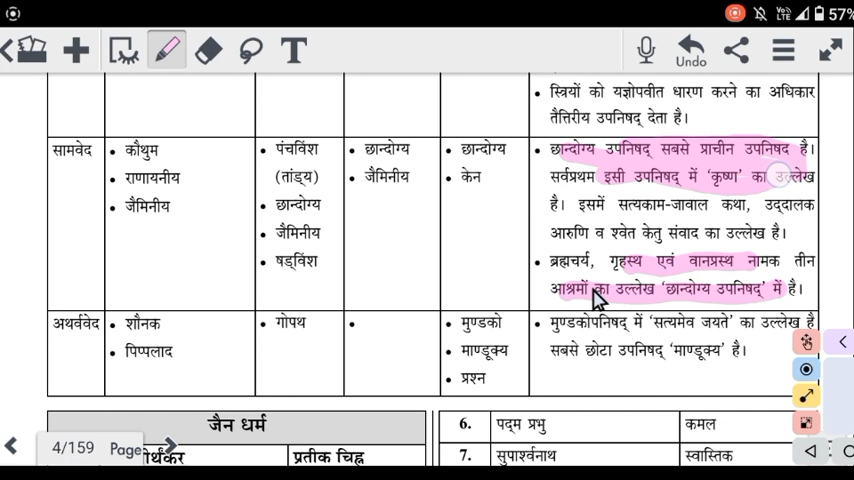 57%
Vo)
LTE
T
Undo
स्त्रियों को यज्ञोपवीत धारण करने का अधिकार
तैत्तिरीय उपनिषद् देता है।
सामवेद
• कौथुम
• राणायनीय
• जैमिनीय
• पंचविंश
(तांड्य)
• छान्दोग्य
• जैमिनीय
• षड्विंश
• छान्दोग्य
• जैमिनीय
• छान्दोग्य
• केन
• छान्दोग्य उपनिषद् सबसे प्राचीन उपनिषद है।
सर्वप्रथम इसी उपनिषद् में ‘कृष्ण’ का उल्लेख
है। इसमें सत्यकाम-जावाल कथा, उद्दालक
आरुणि व श्वेत केतु संवाद का उल्लेख है।
• ब्रह्मचर्य, गृहस्थ एवं वानप्रस्थ नामक तीन
आश्रमों का उल्लेख ‘छान्दोग्य उपनिषद्’ में है।
अथर्ववेद
• शौनक
• पिप्पलाद
• गोपथ
•
• मुण्डको
• माण्डूक्य
• प्रश्न
• मुण्डकोपनिषद् में ‘सत्यमेव जयते’ का उल्लेख है
सबसे छोटा उपनिषद् ‘माण्डूक्य’ है।
जैन धर्म
र्थंकर
प्रतीक चिह्न
6. पद्म प्रभु कमल
7. सुपार्श्वनाथ स्वास्तिक
4/159 Page